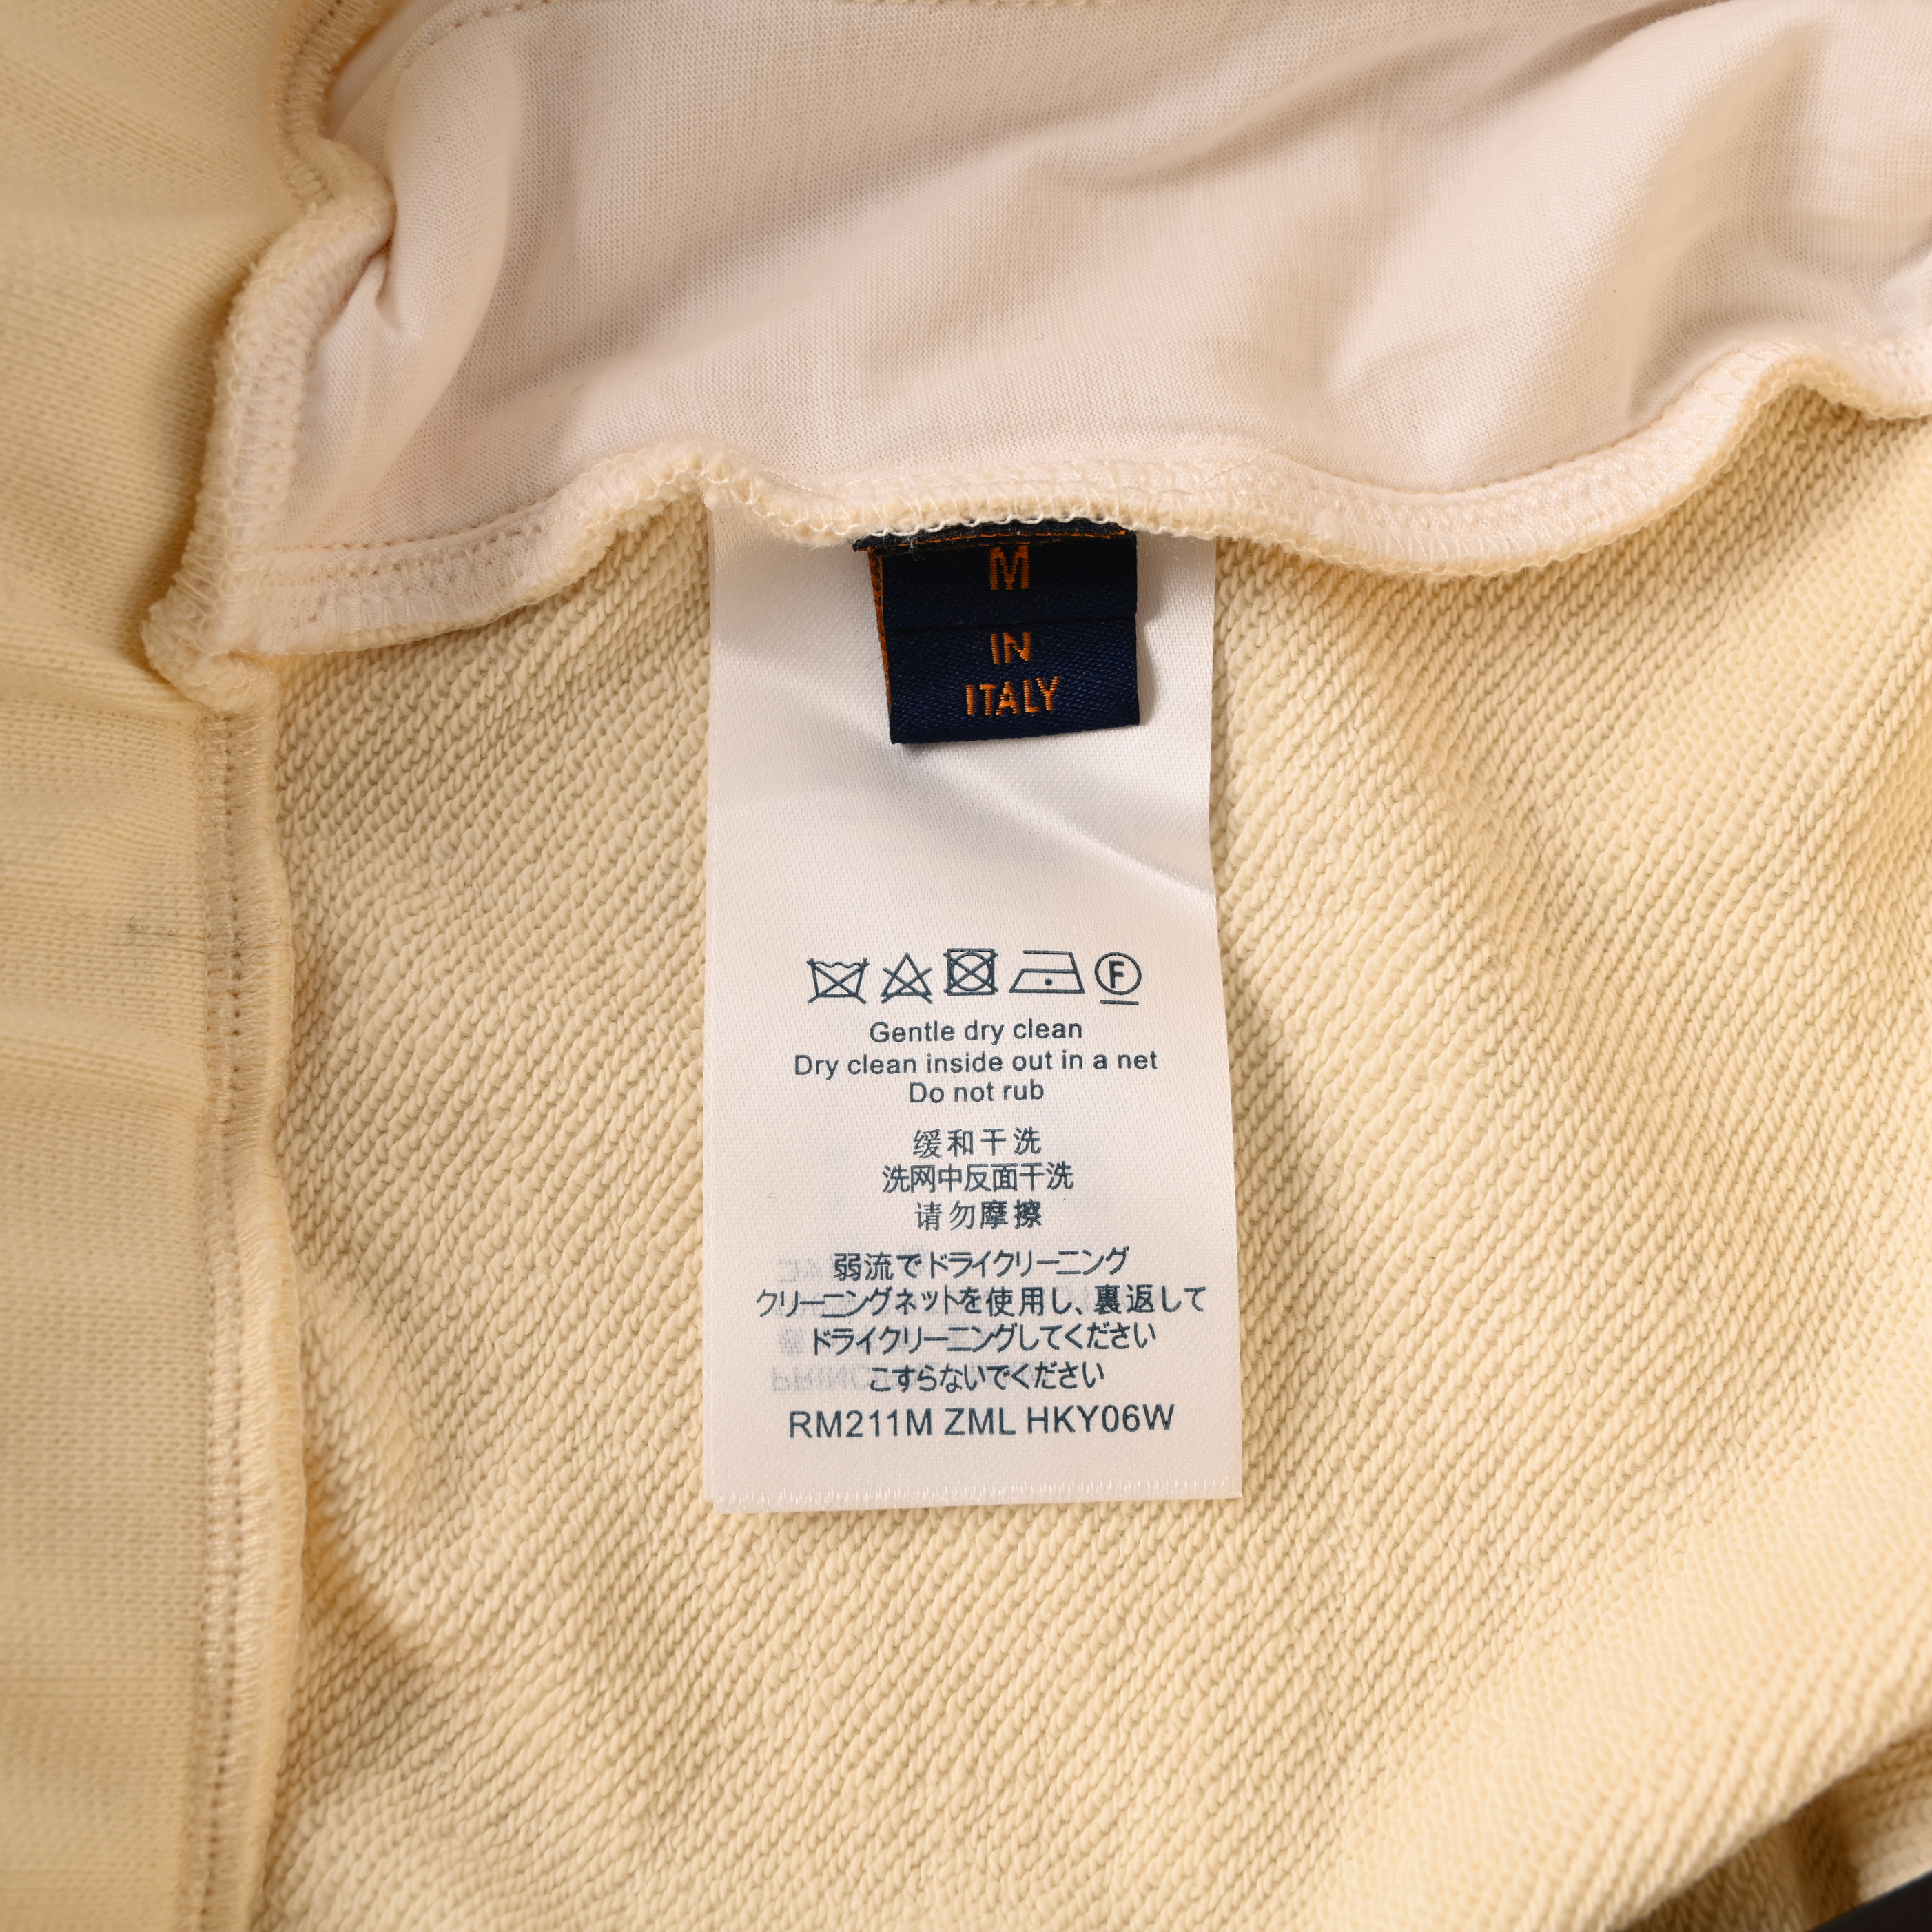 M
IN
ITALY
F
Gentle dry clean
Dry clean inside out in a net
Do not rub
缓和干洗
洗网中反面干洗
请勿摩擦
弱流でドライクリーニング
クリーニングネットを使用し、裏返して
ドライクリーニングしてください
こすらないでください
RM211M ZML HKY06W